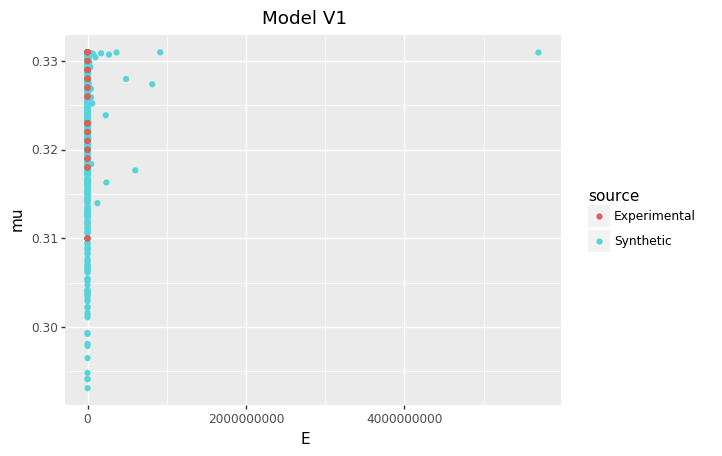 Model V1
0.33
0.32
0.31
0.30
mu
0
2000000000
4000000000
E
source
Experimental
Synthetic